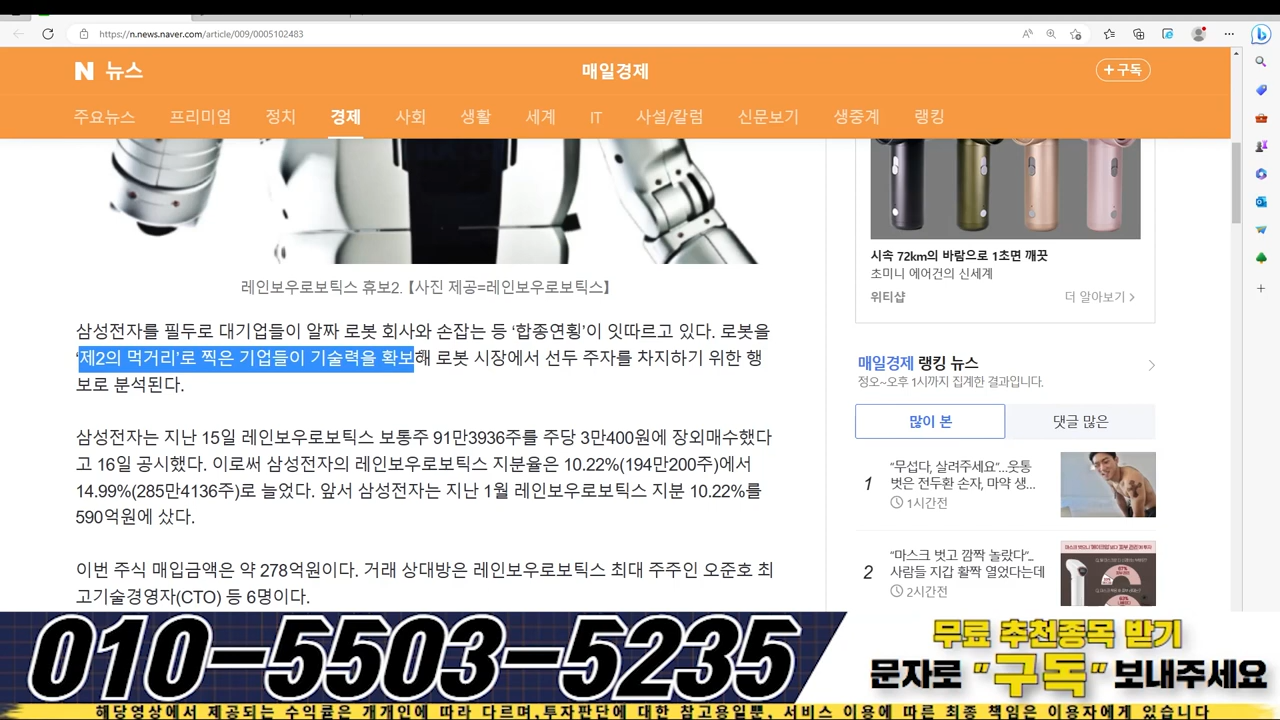 https://n.news.naver.com/article/009/0005102483
N 뉴스
매일경제
+ 구독
주요뉴스 프리미엄 정치 경제 사회 생활 세계 IT 사설/칼럼 신문보기 생중계 랭킹
레인보우로보틱스 휴보2.【사진 제공=레인보우로보틱스】
삼성전자를 필두로 대기업들이 알짜 로봇 회사와 손잡는 등 ‘합종연횡’이 잇따르고 있다. 로봇을
‘제2의 먹거리’로 찍은 기업들이 기술력을 확보해 로봇 시장에서 선두 주자를 차지하기 위한 행
보로 분석된다.
삼성전자는 지난 15일 레인보우로보틱스 보통주 91만3936주를 주당 3만400원에 장외매수했다
고 16일 공시했다. 이로써 삼성전자의 레인보우로보틱스 지분율은 10.22%(194만200주)에서
14.99%(285만4136주)로 늘었다. 앞서 삼성전자는 지난 1월 레인보우로보틱스 지분 10.22%를
590억원에 샀다.
이번 주식 매입금액은 약 278억원이다. 거래 상대방은 레인보우로보틱스 최대 주주인 오준호 최
고기술경영자(CTO) 등 6명이다.
시속 72km의 바람으로 1초면 깨끗
초미니 에어건의 신세계
위티샵
더 알아보기
매일경제 랭킹 뉴스
정오~오후 1시까지 집계한 결과입니다.
많이 본
댓글 많은
1
“무섭다, 살려주세요”...웃통
벗은 전두환 손자, 마약 생...
1시간전
2
“마스크 벗고 깜짝 놀랐다”...
사람들 지갑 활짝 열었다는데
2시간전
010-5503-5235
무료 추천종목 받기
문자로 "구독" 보내주세요
해당영상에서 제공되는 수익률은 개개인에 따라 다르며,투자판단에 대한 참고용일뿐, 서비스 이용에 따른 최종 책임은 이용자에게 있습니다